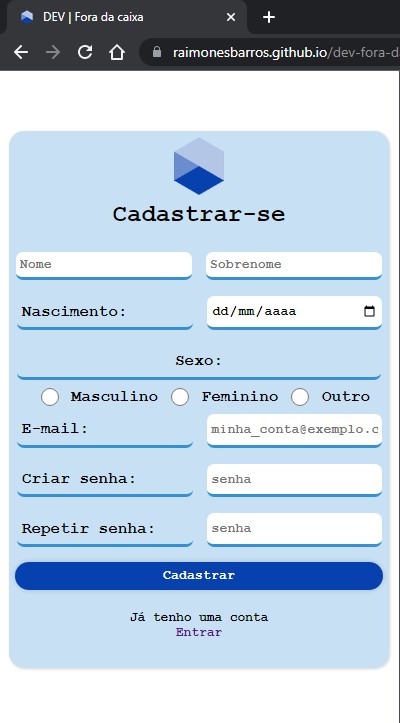 DEV | Fora da caixa
raimonesbarros.github.io/dev-fora-d
Cadastrar-se
Nome Sobrenome
Nascimento: dd/mm/aaaa
Sexo:
Masculino Feminino Outro
E-mail: minha_conta@exemplo.c
Criar senha: senha
Repetir senha: senha
Cadastrar
Já tenho uma conta
Entrar